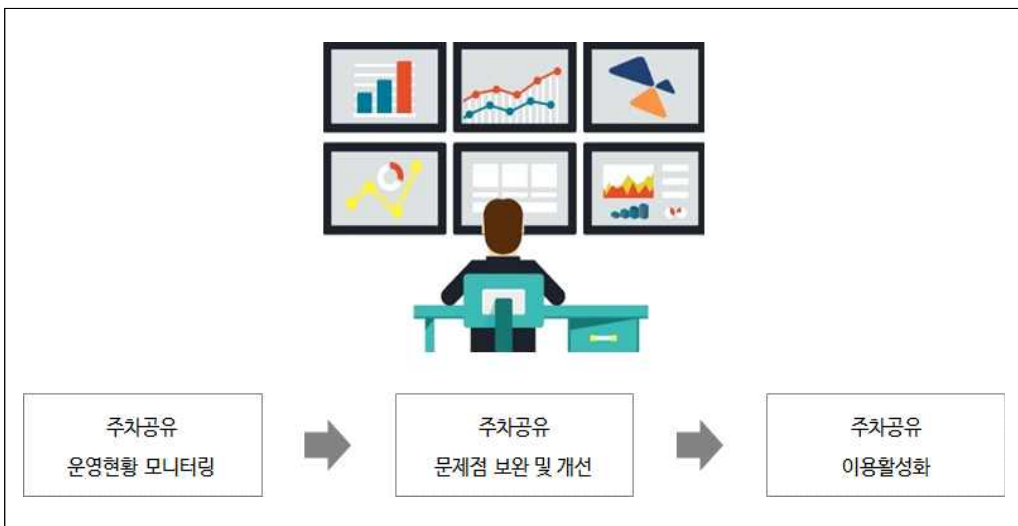 주차공유
운영현황 모니터링
주차공유
문제점 보완 및 개선
주차공유
이용활성화